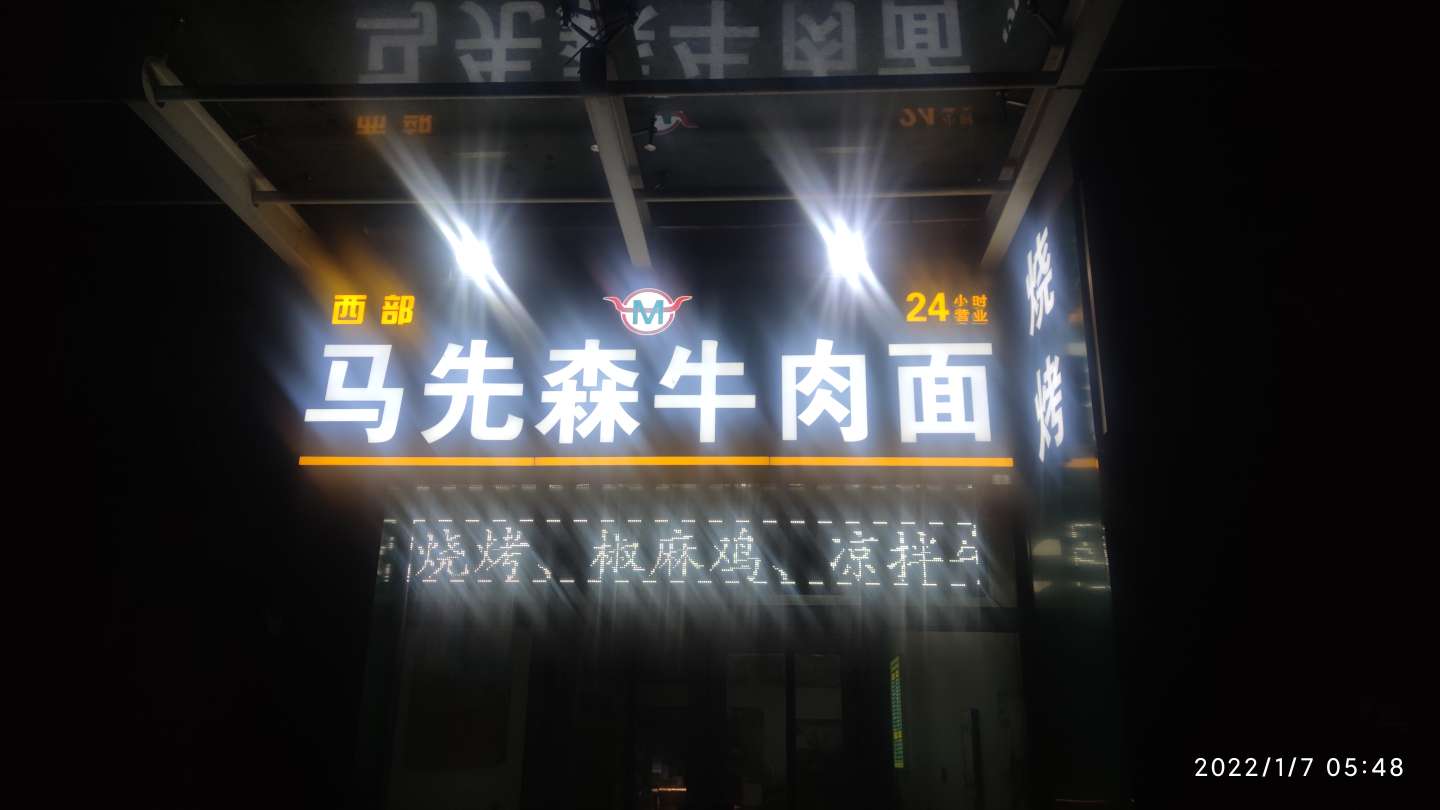 西部
M
24小时营业
马先森牛肉面
烧烤
烧烤、椒麻鸡、凉拌
2022/1/7 05:48